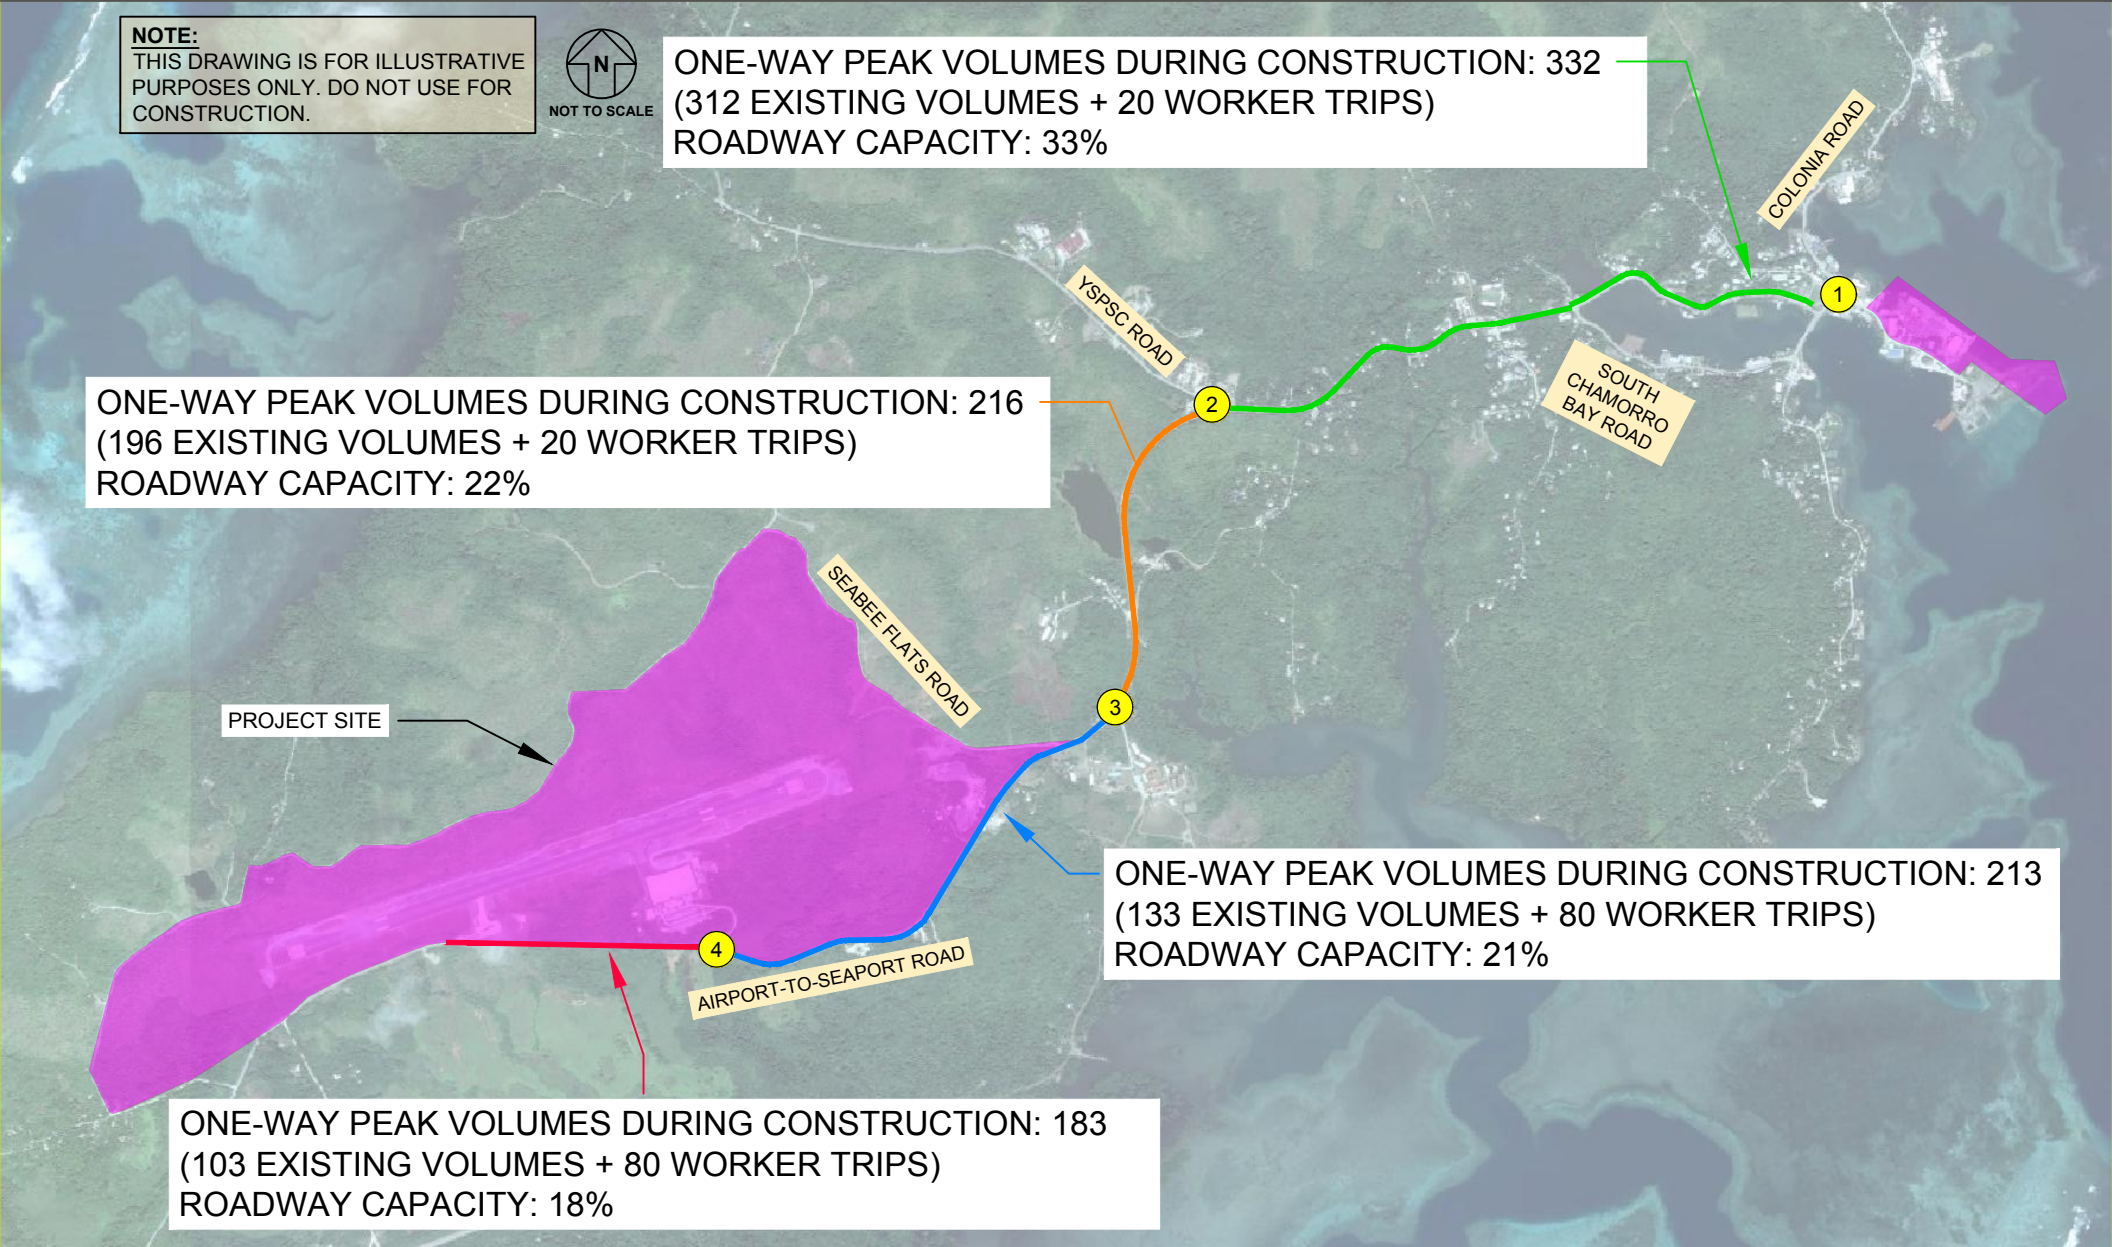 NOTE:
THIS DRAWING IS FOR ILLUSTRATIVE
PURPOSES ONLY. DO NOT USE FOR
CONSTRUCTION.
N
NOT TO SCALE
ONE-WAY PEAK VOLUMES DURING CONSTRUCTION: 332
(312 EXISTING VOLUMES + 20 WORKER TRIPS)
ROADWAY CAPACITY: 33%
COLONIA ROAD
1
YSPSC ROAD
SOUTH
CHAMORRO
BAY ROAD
2
ONE-WAY PEAK VOLUMES DURING CONSTRUCTION: 216
(196 EXISTING VOLUMES + 20 WORKER TRIPS)
ROADWAY CAPACITY: 22%
SEABEE FLATS ROAD
PROJECT SITE
3
4
AIRPORT-TO-SEAPORT ROAD
ONE-WAY PEAK VOLUMES DURING CONSTRUCTION: 213
(133 EXISTING VOLUMES + 80 WORKER TRIPS)
ROADWAY CAPACITY: 21%
ONE-WAY PEAK VOLUMES DURING CONSTRUCTION: 183
(103 EXISTING VOLUMES + 80 WORKER TRIPS)
ROADWAY CAPACITY: 18%